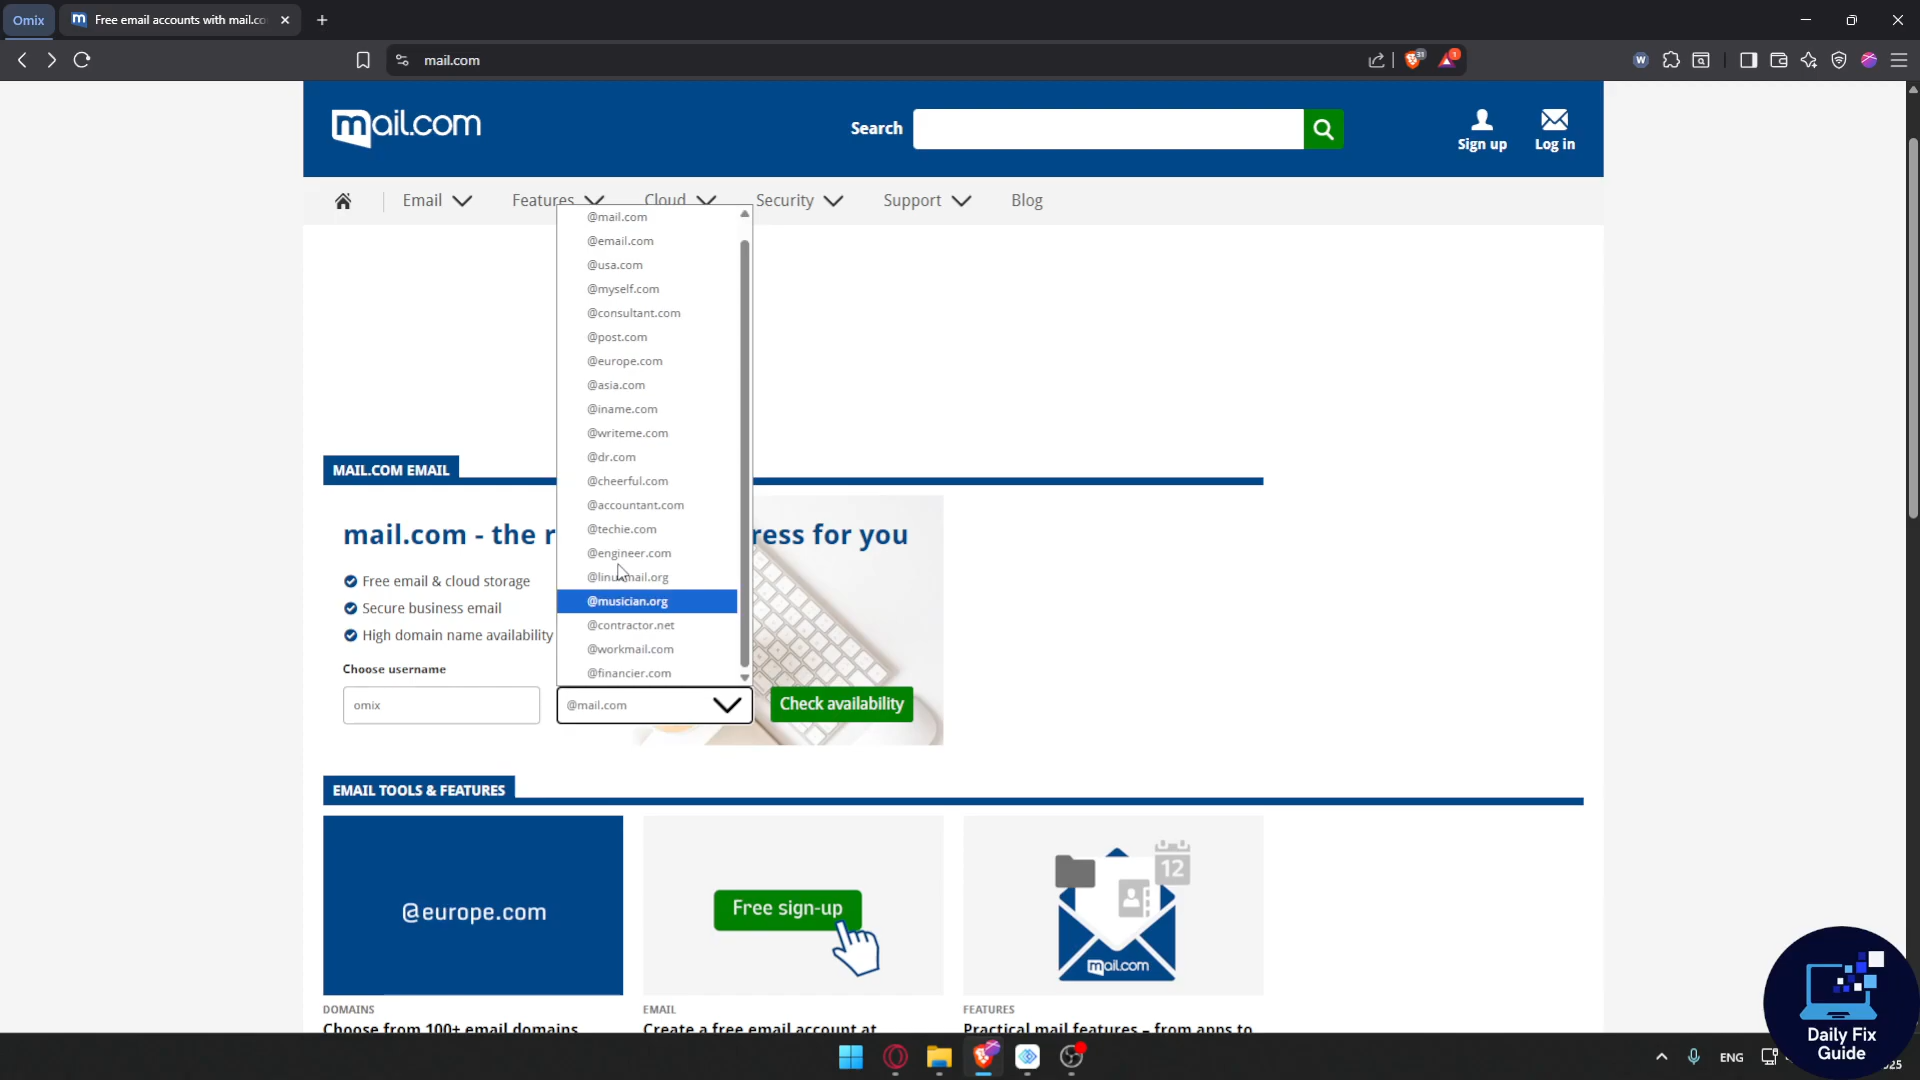 Omix
Free email accounts with mail.co
mail.com
31
1
W
mail.com
Search
Sign up
Log in
Email
Features
Cloud
Security
Support
Blog
@mail.com
@email.com
@usa.com
@myself.com
@consultant.com
@post.com
@europe.com
@asia.com
@iname.com
@writeme.com
@dr.com
@cheerful.com
@accountant.com
@techie.com
@engineer.com
@linuxmail.org
@musician.org
@contractor.net
@workmail.com
@financier.com
MAIL.COM EMAIL
mail.com - the r ress for you
Free email & cloud storage
Secure business email
High domain name availability
Choose username
omix
@mail.com
Check availability
EMAIL TOOLS & FEATURES
@europe.com
Free sign-up
12
mail.com
DOMAINS
Choose from 100+ email domains
EMAIL
Create a free email account at
FEATURES
Practical mail features – from apps to
Daily Fix
Guide
ENG